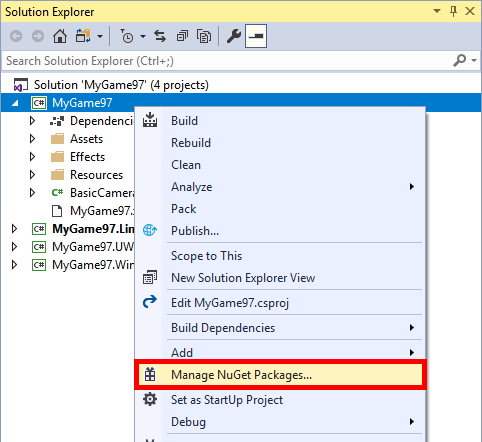 Solution Explorer
Search Solution Explorer (Ctrl+;)
Solution 'MyGame97' (4 projects)
C# MyGame97
Dependenci
Assets
Effects
Resources
C# BasicCamera
MyGame97.
C# MyGame97.Lin
C# MyGame97.UW
C# MyGame97.Win
Build
Rebuild
Clean
Analyze
Pack
Publish...
Scope to This
New Solution Explorer View
Edit MyGame97.csproj
Build Dependencies
Add
Manage NuGet Packages...
Set as StartUp Project
Debug